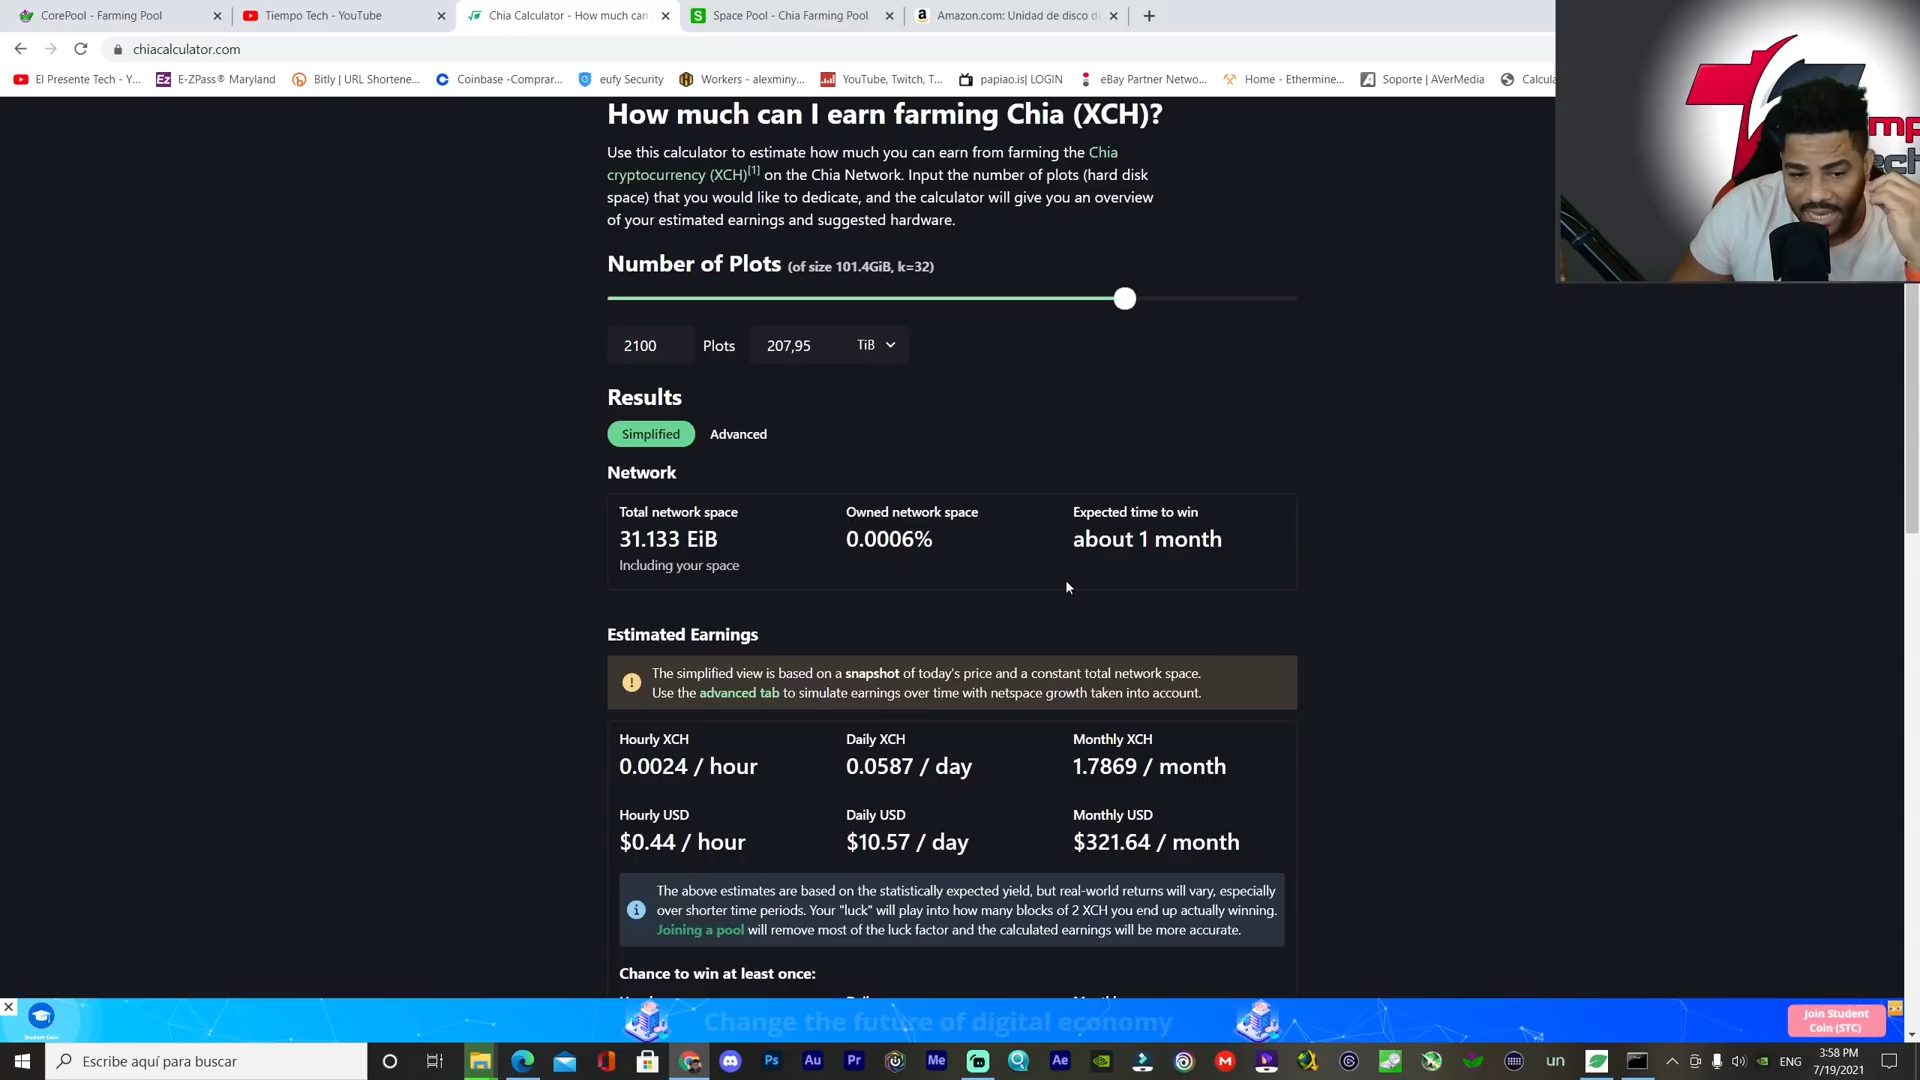 CorePool - Farming Pool
Tiempo Tech - YouTube
Chia Calculator - How much can
Space Pool - Chia Farming Pool
Amazon.com: Unidad de disco d
chiacalculator.com
El Presente Tech - Y...
E-ZPass® Maryland
Bitly | URL Shortene...
Coinbase -Comprar...
eufy Security
Workers - alexminy...
YouTube, Twitch, T...
papiao.is| LOGIN
eBay Partner Netwo...
Home - Ethermine...
Soporte | AVerMedia
Calcula
How much can I earn farming Chia (XCH)?
Use this calculator to estimate how much you can earn from farming the Chia
cryptocurrency (XCH)[1] on the Chia Network. Input the number of plots (hard disk
space) that you would like to dedicate, and the calculator will give you an overview
of your estimated earnings and suggested hardware.
Number of Plots (of size 101.4GiB, k=32)
2100 Plots 207,95 TiB
Results
Simplified Advanced
Network
Total network space Owned network space Expected time to win
31.133 EiB 0.0006% about 1 month
Including your space
Estimated Earnings
The simplified view is based on a snapshot of today's price and a constant total network space.
Use the advanced tab to simulate earnings over time with netspace growth taken into account.
Hourly XCH Daily XCH Monthly XCH
0.0024 / hour 0.0587 / day 1.7869 / month
Hourly USD Daily USD Monthly USD
$0.44 / hour $10.57 / day $321.64 / month
The above estimates are based on the statistically expected yield, but real-world returns will vary, especially
over shorter time periods. Your "luck" will play into how many blocks of 2 XCH you end up actually winning.
Joining a pool will remove most of the luck factor and the calculated earnings will be more accurate.
Chance to win at least once:
Change the future of digital economy
Join Student
Coin (STC)
Escribe aquí para buscar
Ps
Au
Pr
Me
Ae
un
ENG
3:58 PM
7/19/2021